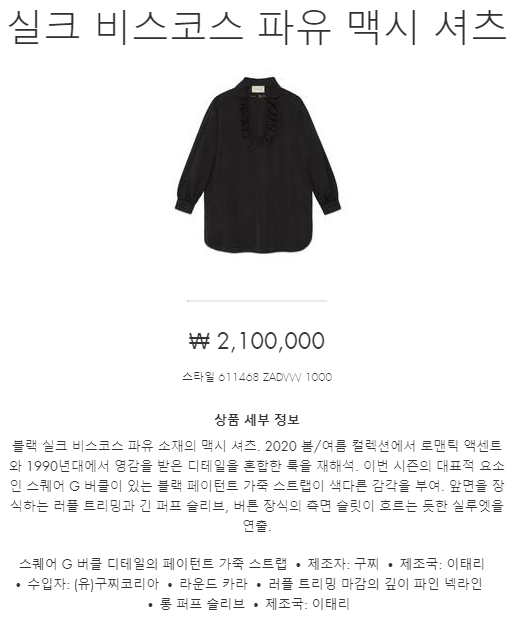 실크 비스코스 파유 맥시 셔츠
₩ 2,100,000
스타일 611468 ZADVW 1000
상품 세부 정보
블랙 실크 비스코스 파유 소재의 맥시 셔츠. 2020 봄/여름 컬렉션에서 로맨틱 액센트
와 1990년대에서 영감을 받은 디테일을 혼합한 룩을 재해석. 이번 시즌의 대표적 요소
인 스퀘어 G 버클이 있는 블랙 페이턴트 가죽 스트랩이 색다른 감각을 부여. 앞면을 장
식하는 러플 트리밍과 긴 퍼프 슬리브, 버튼 장식의 측면 슬릿이 흐르는 듯한 실루엣을
연출.
스퀘어 G 버클 디테일의 페이턴트 가죽 스트랩 • 제조자: 구찌 • 제조국: 이태리
• 수입자: (유)구찌코리아 • 라운드 카라 • 러플 트리밍 마감의 깊이 파인 넥라인
• 롱 퍼프 슬리브 • 제조국: 이태리